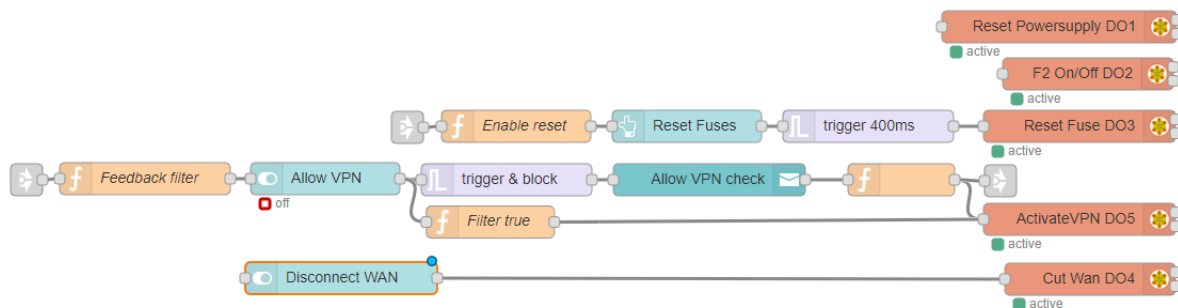 Reset Powersupply DO1
active
F2 On/Off DO2
active
Enable reset
Reset Fuses
trigger 400ms
Reset Fuse DO3
active
Feedback filter
Allow VPN
trigger & block
Allow VPN check
off
Filter true
ActivateVPN DO5
active
Disconnect WAN
Cut Wan DO4
active